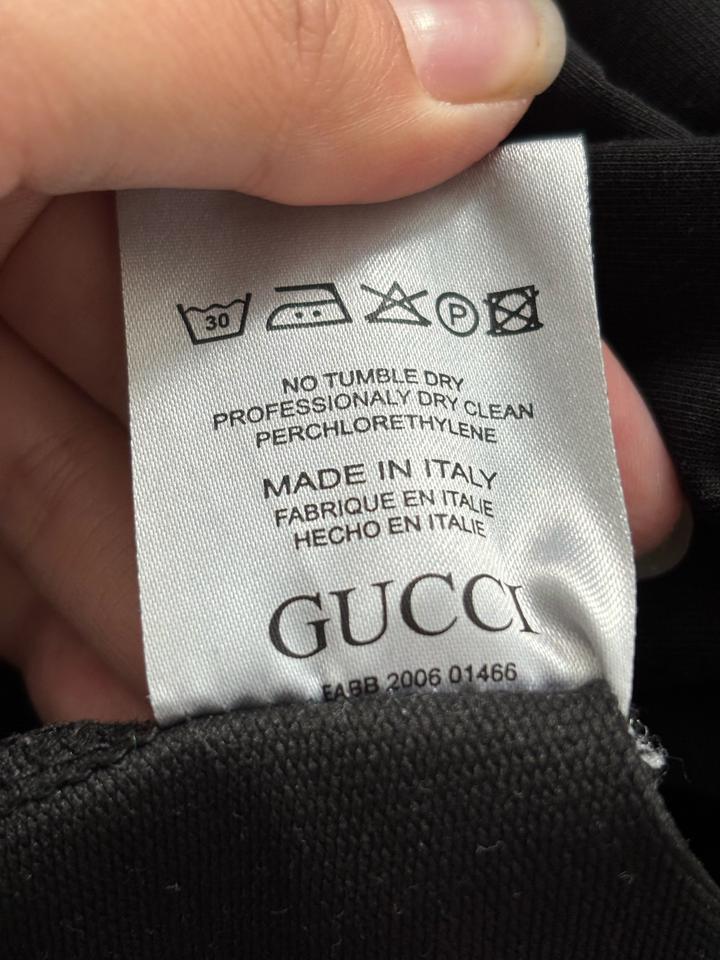 30 P
NO TUMBLE DRY
PROFESSIONALY DRY CLEAN
PERCHLORETHYLENE
MADE IN ITALY
FABRIQUE EN ITALIE
HECHO EN ITALIE
GUCCI
EABB 2006 01466